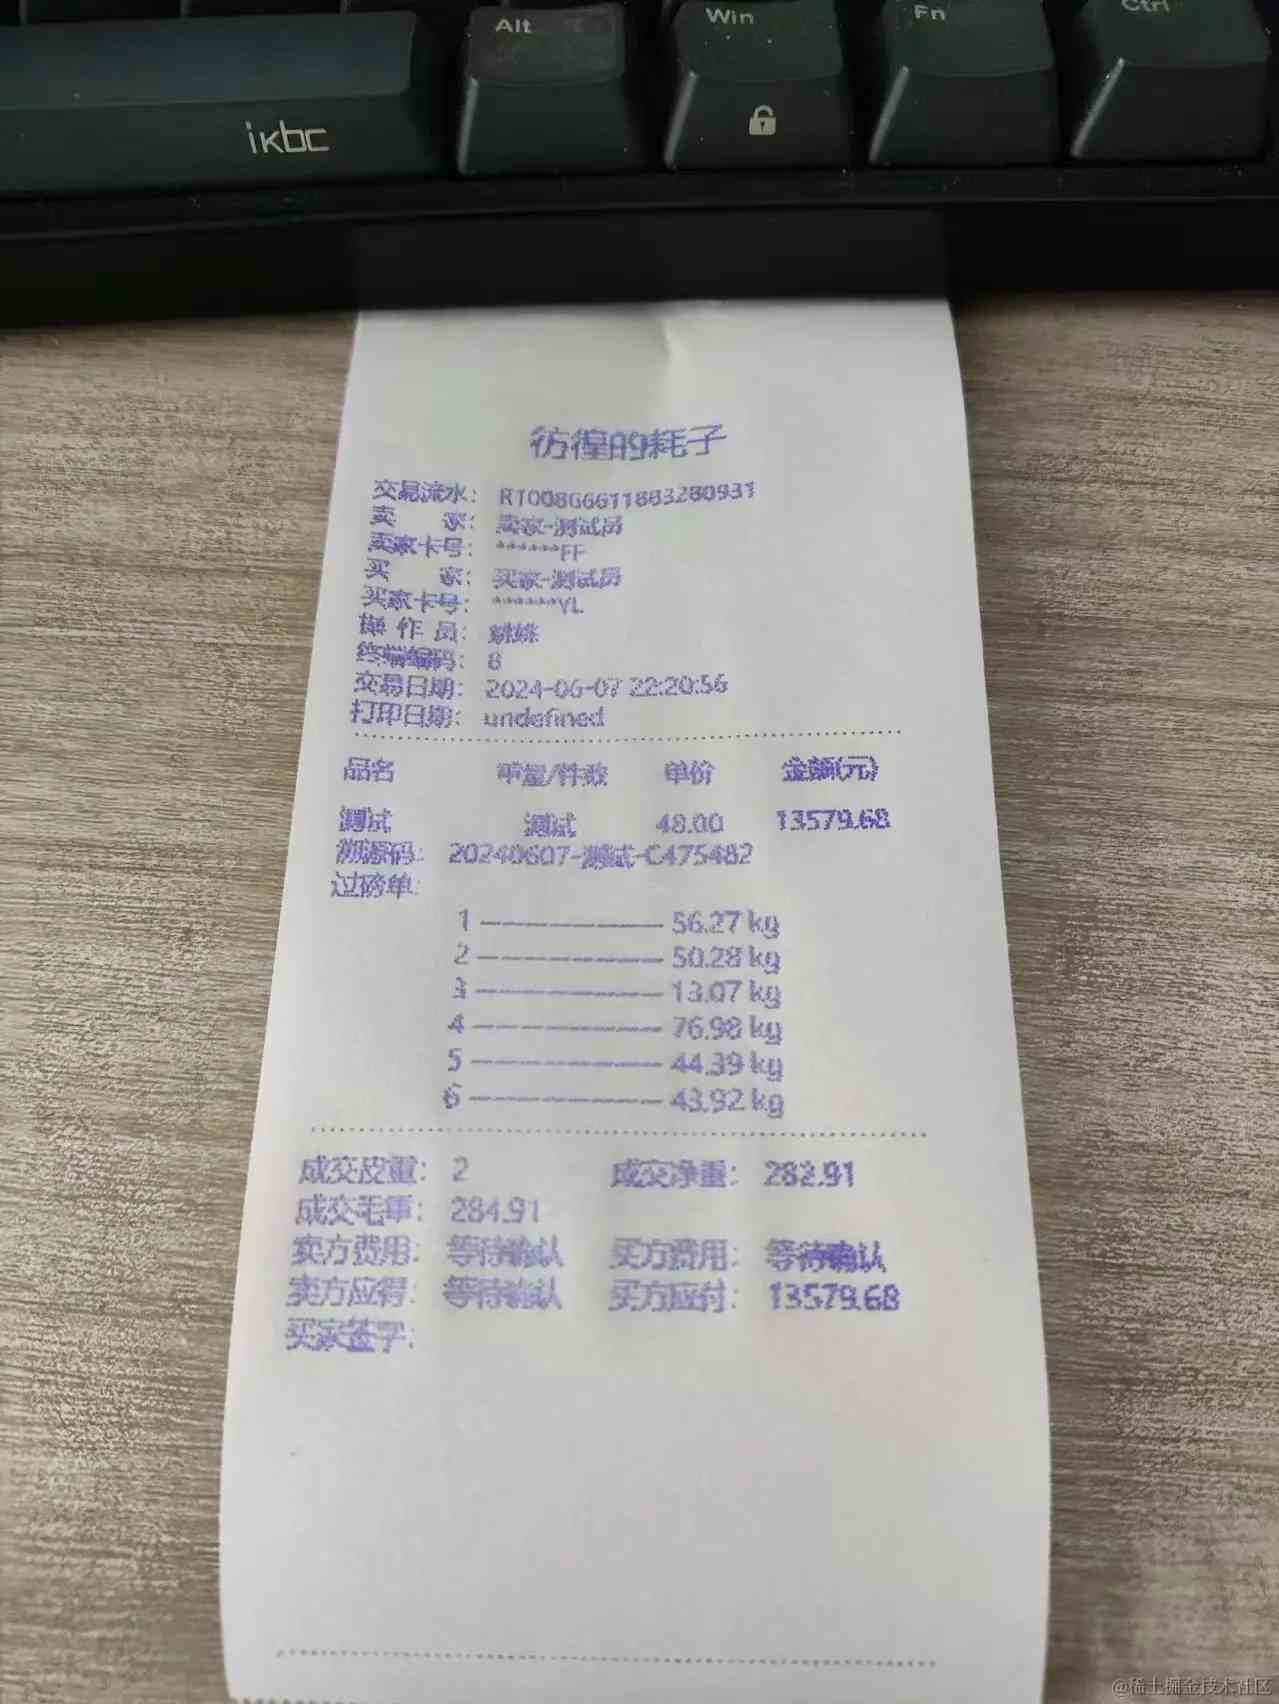 Alt Win Fn Ctrl
ikbc
彷徨的耗子
交易流水: RT00866611883280931
卖 家: 卖家-测试员
卖家卡号: ******FF
买 家: 买家-测试员
买家卡号: ******YL
操 作 员:
终端编码: 8
交易日期: 2024-06-07 22:20:56
打印日期: undefined
品名 重量/件数 单价 金额(元)
测试 测试 48.00 13579.68
溯源码: 20240607-测试-C475482
过磅单:
1 ——————— 56.27 kg
2 ——————— 50.28 kg
3 ——————— 13.07 kg
4 ——————— 76.98 kg
5 ——————— 44.39 kg
6 ——————— 43.92 kg
成交皮重: 2 成交净重: 282.91
成交毛重: 284.91
卖方费用: 等待确认 买方费用: 等待确认
卖方应得: 等待确认 买方应付: 13579.68
买家签字:
@稀土掘金技术社区